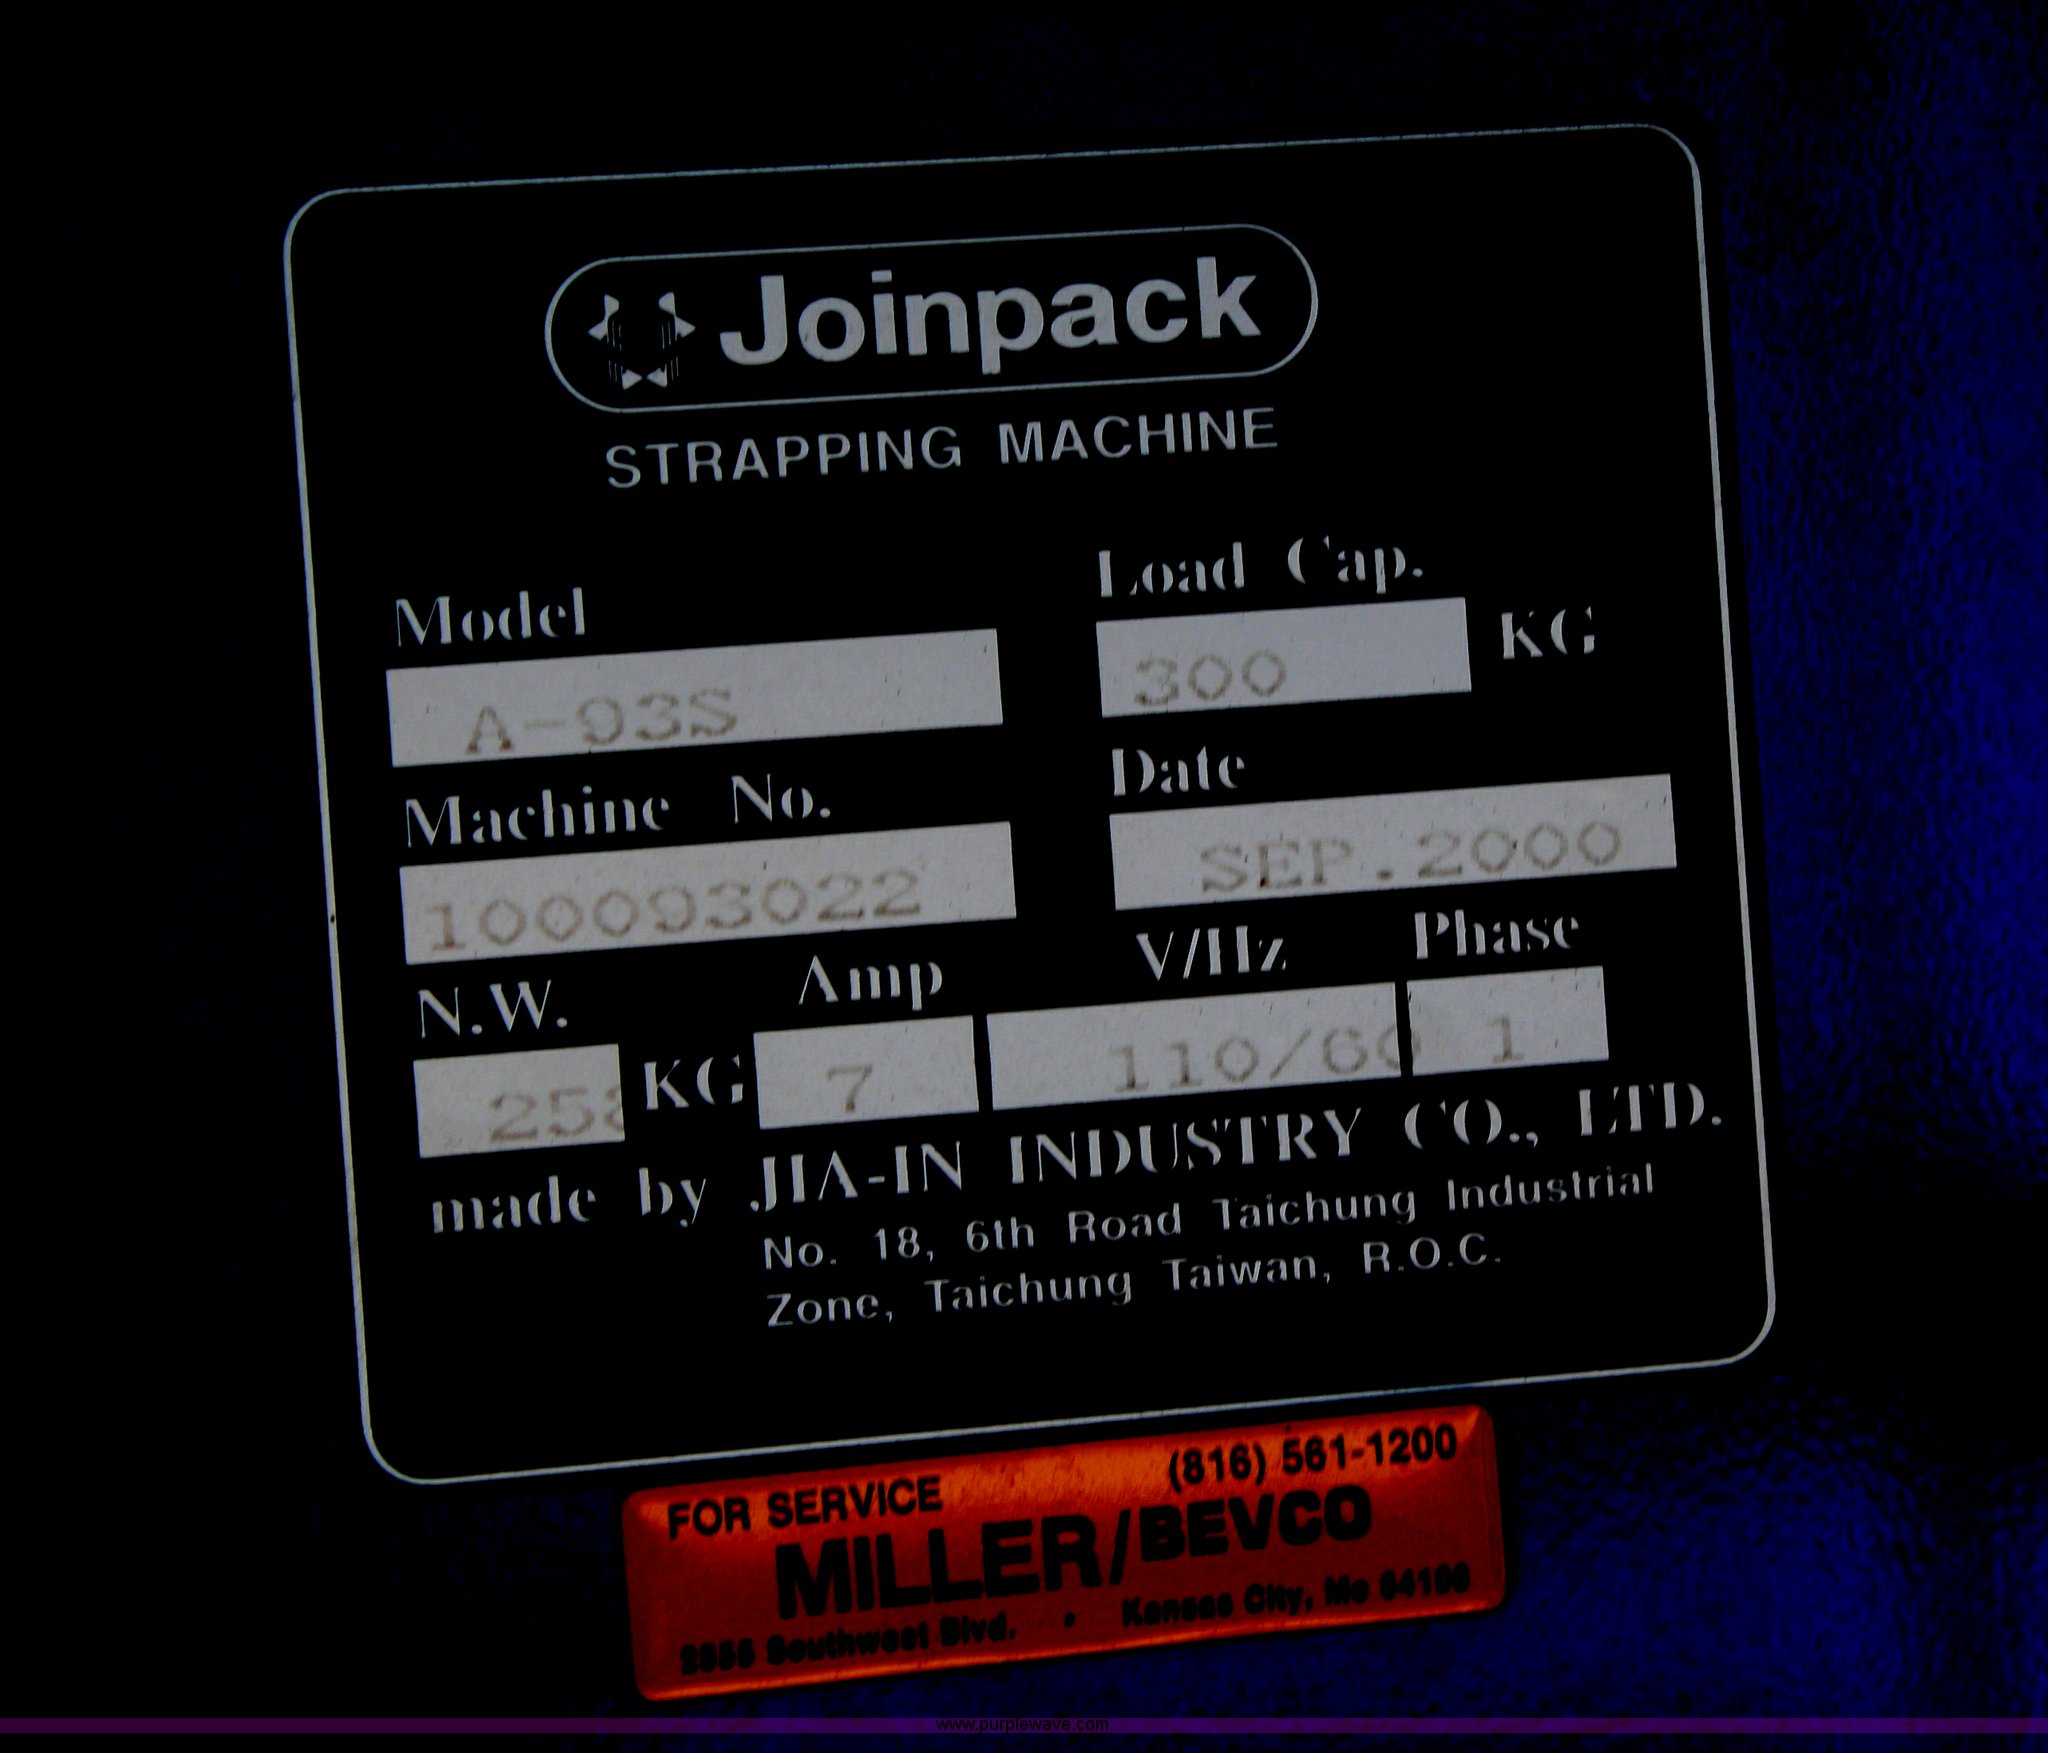 Joinpack
STRAPPING MACHINE
Model Load Cap.
A-93S 300 KG
Machine No. Date
100093022 SEP.2000
N.W. Amp V/Hz Phase
258 KG 7 110/60 1
made by JIA-IN INDUSTRY CO., LTD.
No. 18, 6th Road Taichung Industrial
Zone, Taichung Taiwan, R.O.C.
FOR SERVICE (816) 561-1200
MILLER/BEVCO
Southwest Blvd. • Kansas City, Mo
www.purplewave.com